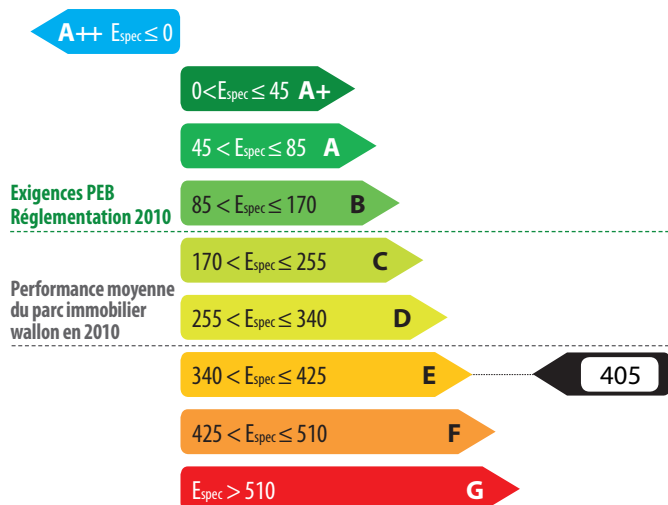 A++ Espec ≤ 0
0<Espec ≤ 45 A+
45 < Espec ≤ 85 A
Exigences PEB
Réglementation 2010
85 < Espec ≤ 170 B
170 < Espec ≤ 255 C
Performance moyenne
du parc immobilier
wallon en 2010
255 < Espec ≤ 340 D
340 < Espec ≤ 425 E
405
425 < Espec ≤ 510 F
Espec > 510 G